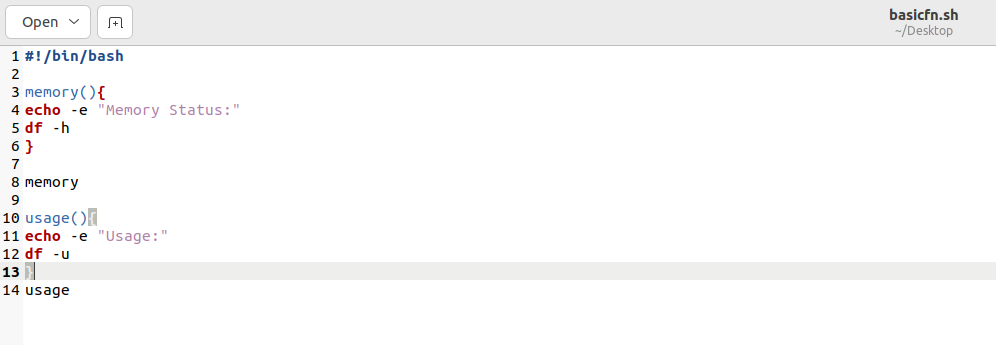 Open
basicfn.sh
~/Desktop
1 #!/bin/bash
2
3 memory(){
4 echo -e "Memory Status:"
5 df -h
6 }
7
8 memory
9
10 usage(){
11 echo -e "Usage:"
12 df -u
13 }
14 usage